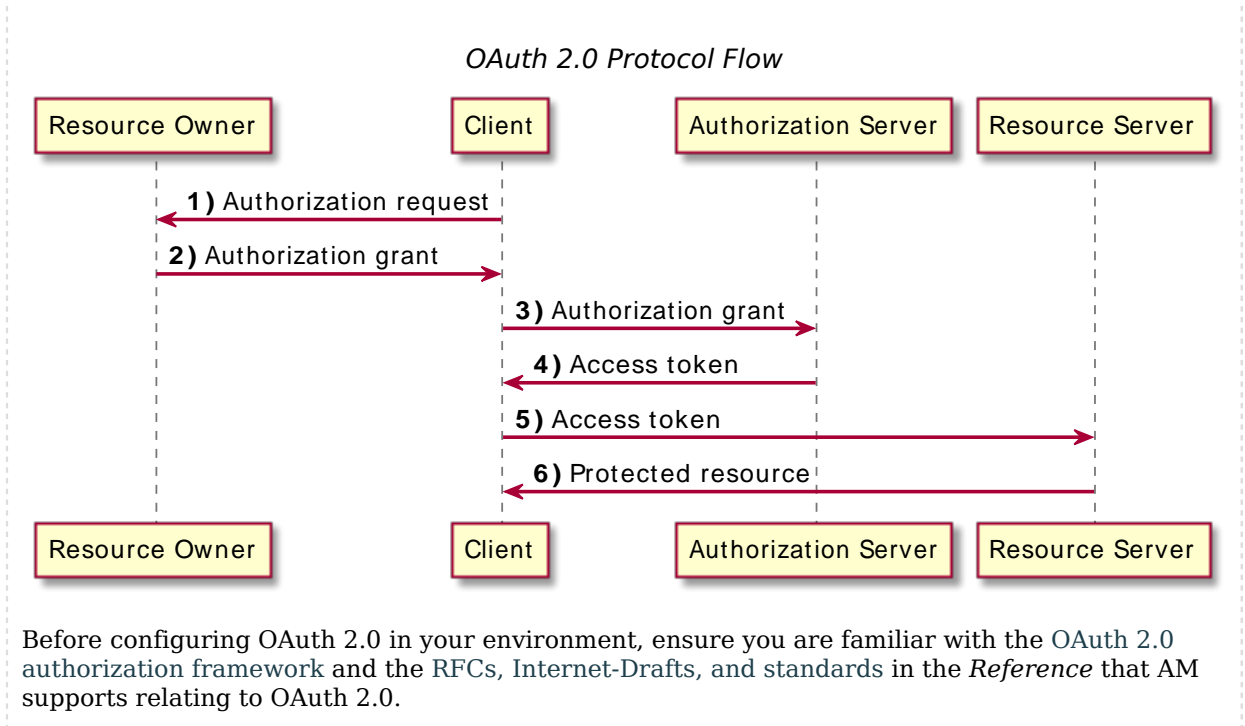 OAuth 2.0 Protocol Flow
Resource Owner
Client
Authorization Server
Resource Server
1) Authorization request
2) Authorization grant
3) Authorization grant
4) Access token
5) Access token
6) Protected resource
Resource Owner
Client
Authorization Server
Resource Server
Before configuring OAuth 2.0 in your environment, ensure you are familiar with the OAuth 2.0
authorization framework and the RFCs, Internet-Drafts, and standards in the Reference that AM
supports relating to OAuth 2.0.